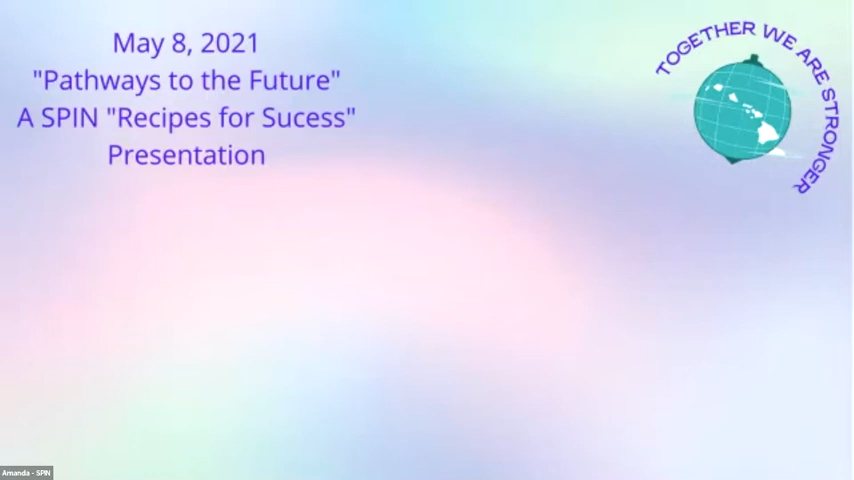 May 8, 2021
"Pathways to the Future"
A SPIN "Recipes for Sucess"
Presentation
TOGETHER WE ARE STRONGER
Amanda - SPIN